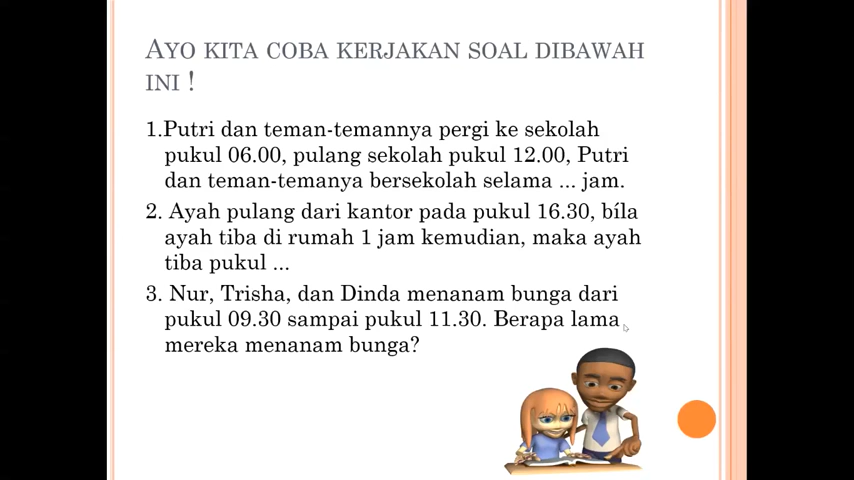 AYO KITA COBA KERJAKAN SOAL DIBAWAH
INI !
1.Putri dan teman-temannya pergi ke sekolah
pukul 06.00, pulang sekolah pukul 12.00, Putri
dan teman-temanya bersekolah selama ... jam.
2. Ayah pulang dari kantor pada pukul 16.30, bíla
ayah tiba di rumah 1 jam kemudian, maka ayah
tiba pukul ...
3. Nur, Trisha, dan Dinda menanam bunga dari
pukul 09.30 sampai pukul 11.30. Berapa lama
mereka menanam bunga?